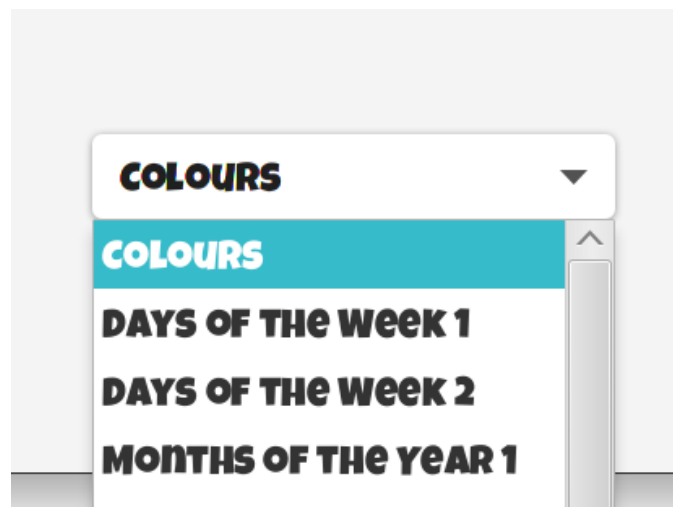 COLOURS
COLOURS
DAYS OF THE WEEK 1
DAYS OF THE WEEK 2
MONTHS OF THE YEAR 1